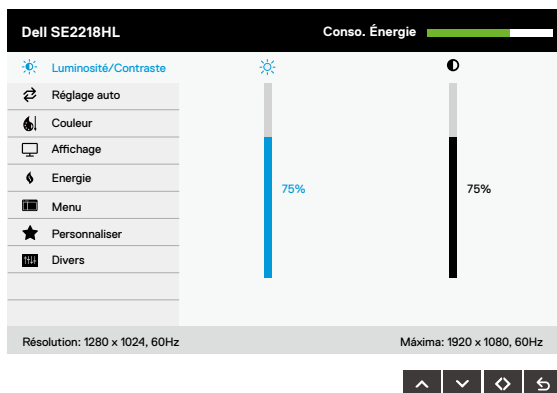 Dell SE2218HL Conso. Énergie
Luminosité/Contraste
Réglage auto
Couleur
Affichage
Energie
Menu
Personnaliser
Divers
75% 75%
Résolution: 1280 x 1024, 60Hz Máxima: 1920 x 1080, 60Hz